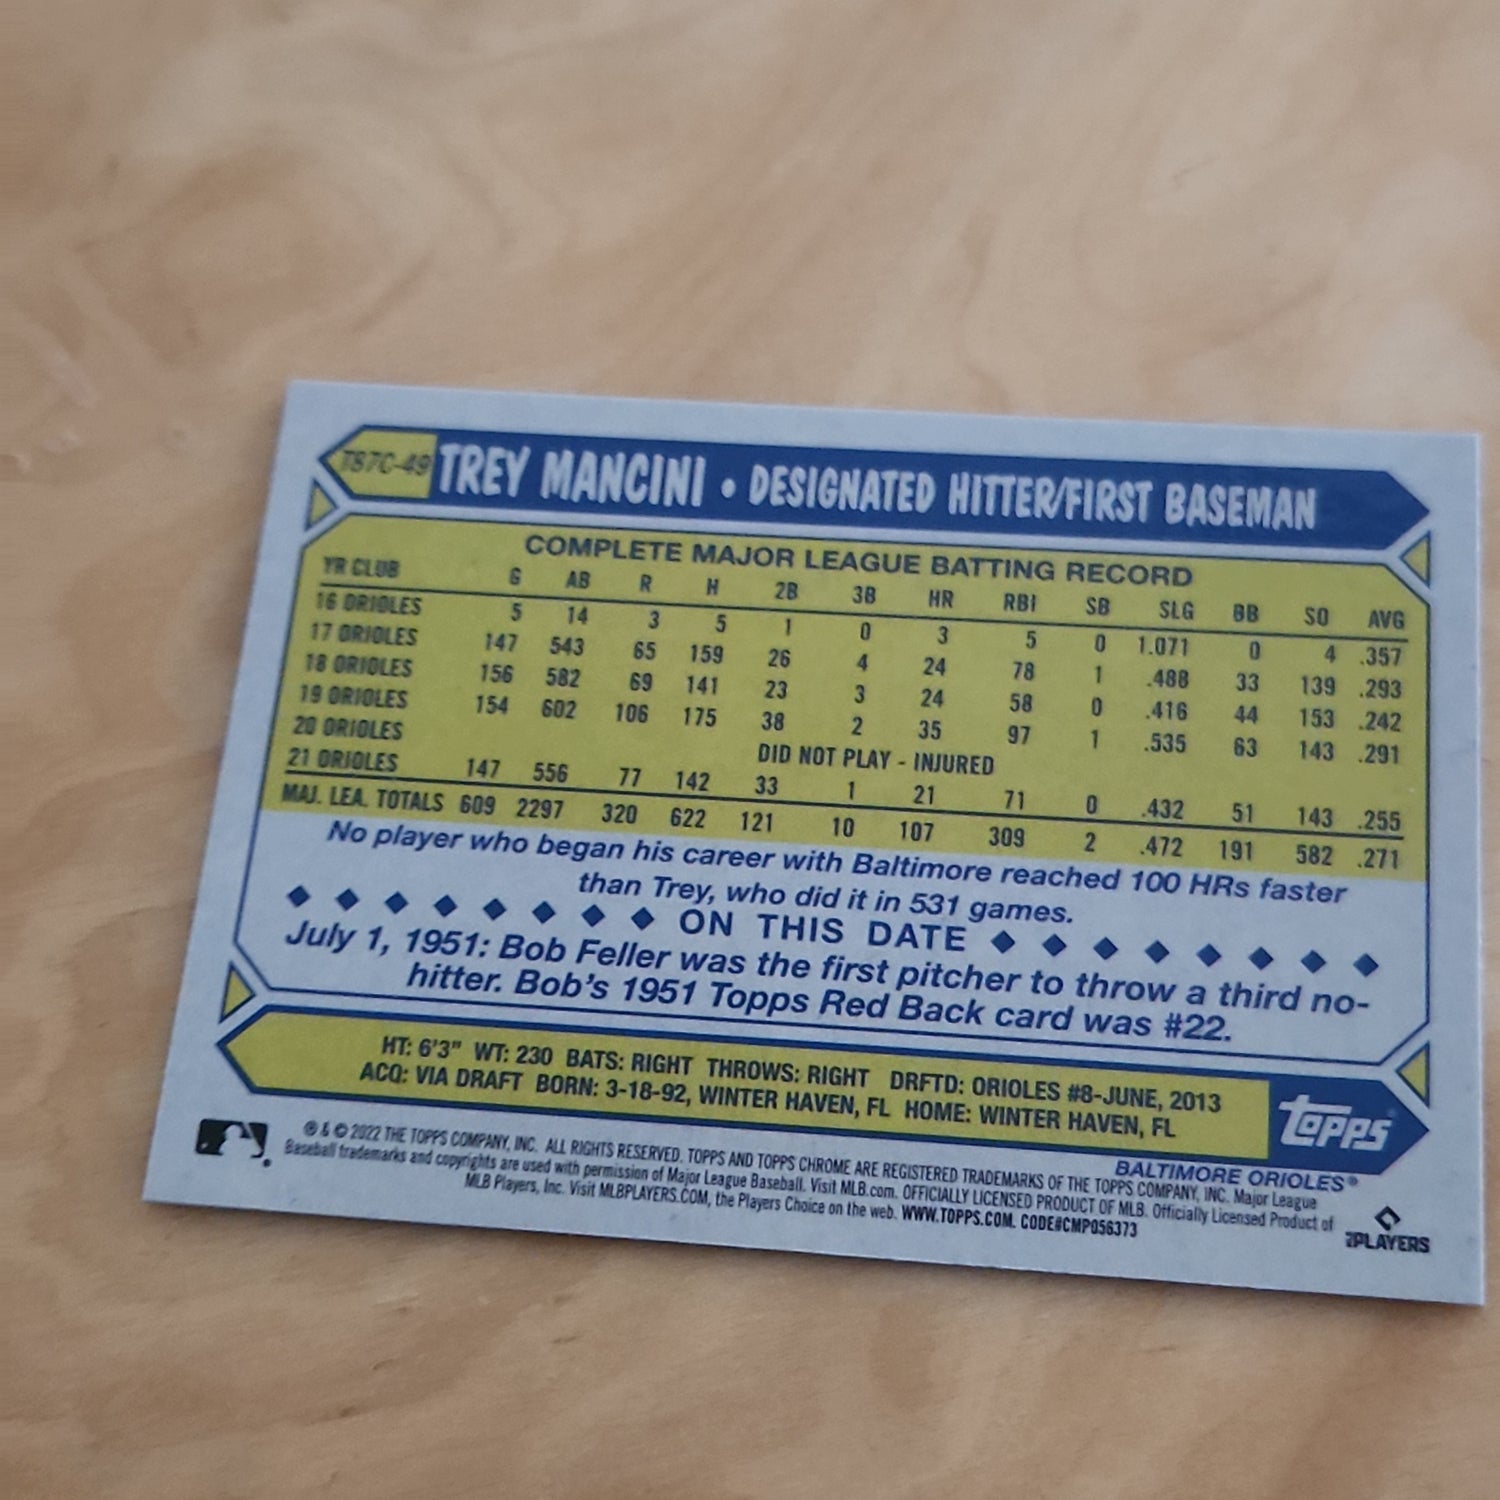 T87C-49 TREY MANCINI • DESIGNATED HITTER/FIRST BASEMAN
COMPLETE MAJOR LEAGUE BATTING RECORD
YR CLUB G AB R H 2B 3B HR RBI SB SLG BB SO AVG
16 ORIOLES 5 14 3 5 1 0 3 5 0 1.071 0 4 .357
17 ORIOLES 147 543 65 159 26 4 24 78 1 .488 33 139 .293
18 ORIOLES 156 582 69 141 23 3 24 58 0 .416 44 153 .242
19 ORIOLES 154 602 106 175 38 2 35 97 1 .535 63 143 .291
20 ORIOLES DID NOT PLAY - INJURED
21 ORIOLES 147 556 77 142 33 1 21 71 0 .432 51 143 .255
MAJ. LEA. TOTALS 609 2297 320 622 121 10 107 309 2 .472 191 582 .271
No player who began his career with Baltimore reached 100 HRs faster
than Trey, who did it in 531 games.
ON THIS DATE
July 1, 1951: Bob Feller was the first pitcher to throw a third no-
hitter. Bob's 1951 Topps Red Back card was #22.
HT: 6'3" WT: 230 BATS: RIGHT THROWS: RIGHT DRFTD: ORIOLES #8-JUNE, 2013
ACQ: VIA DRAFT BORN: 3-18-92, WINTER HAVEN, FL HOME: WINTER HAVEN, FL
topps
BALTIMORE ORIOLES®
® & © 2022 THE TOPPS COMPANY, INC. ALL RIGHTS RESERVED. TOPPS AND TOPPS CHROME ARE REGISTERED TRADEMARKS OF THE TOPPS COMPANY, INC. Major League
Baseball trademarks and copyrights are used with permission of Major League Baseball. Visit MLB.com. OFFICIALLY LICENSED PRODUCT OF MLB. Officially Licensed Product of
MLB Players, Inc. Visit MLBPLAYERS.COM, the Players Choice on the web. WWW.TOPPS.COM. CODE#CMP056373
PLAYERS